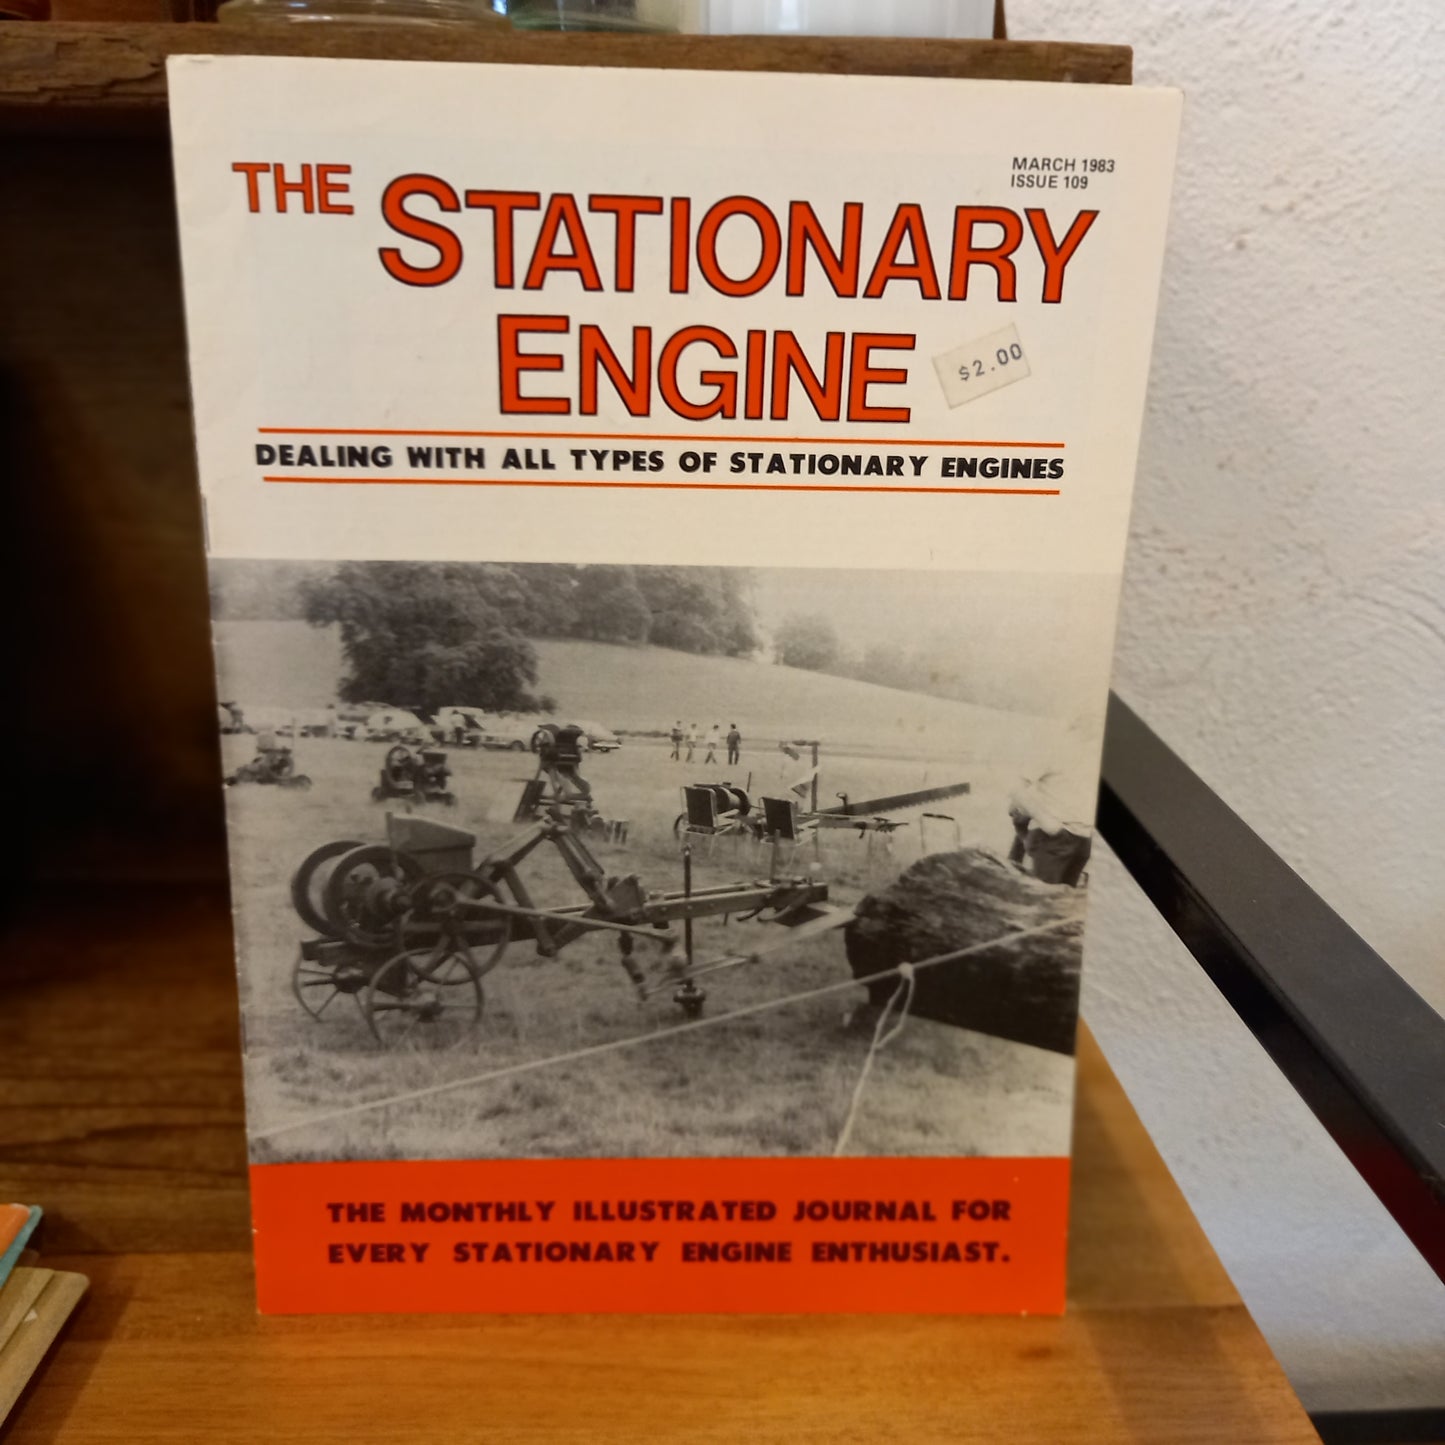 MARCH 1983
ISSUE 109
THE STATIONARY
ENGINE
$2.00
DEALING WITH ALL TYPES OF STATIONARY ENGINES
THE MONTHLY ILLUSTRATED JOURNAL FOR
EVERY STATIONARY ENGINE ENTHUSIAST.